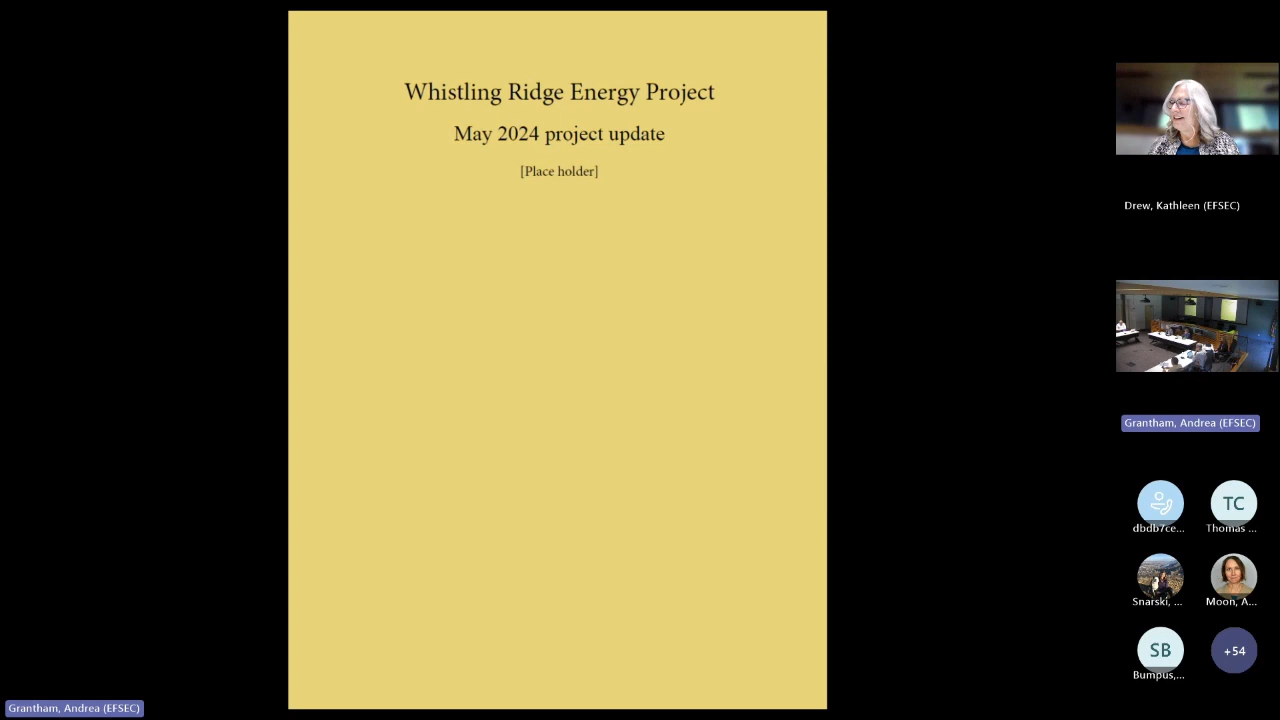 Whistling Ridge Energy Project
May 2024 project update
[Place holder]
Drew, Kathleen (EFSEC)
Grantham, Andrea (EFSEC)
dbdb7ce...
TC
Thomas ...
Snarski, ...
Moon, A...
SB
Bumpus,...
+54
Grantham, Andrea (EFSEC)